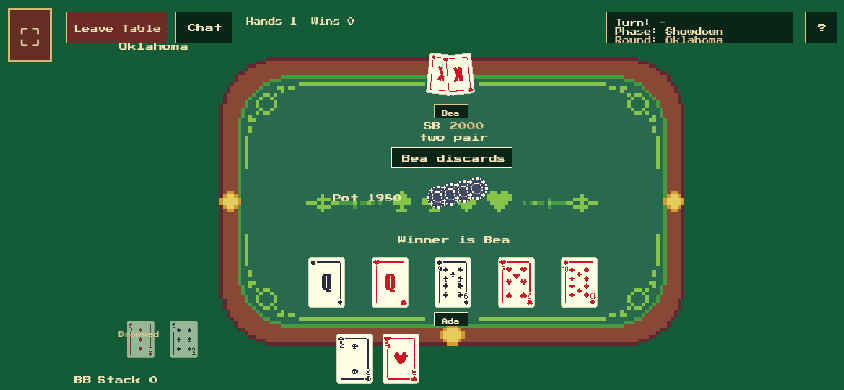 Leave Table
Chat
Hands 1 Wins 0
Turn: -
Phase: Showdown
Round: Oklahoma
?
Oklahoma
Bea
SB 2000
two pair
Bea discards
Pot 1980
Winner is Bea
Q
Q
Ada
BB Stack 0